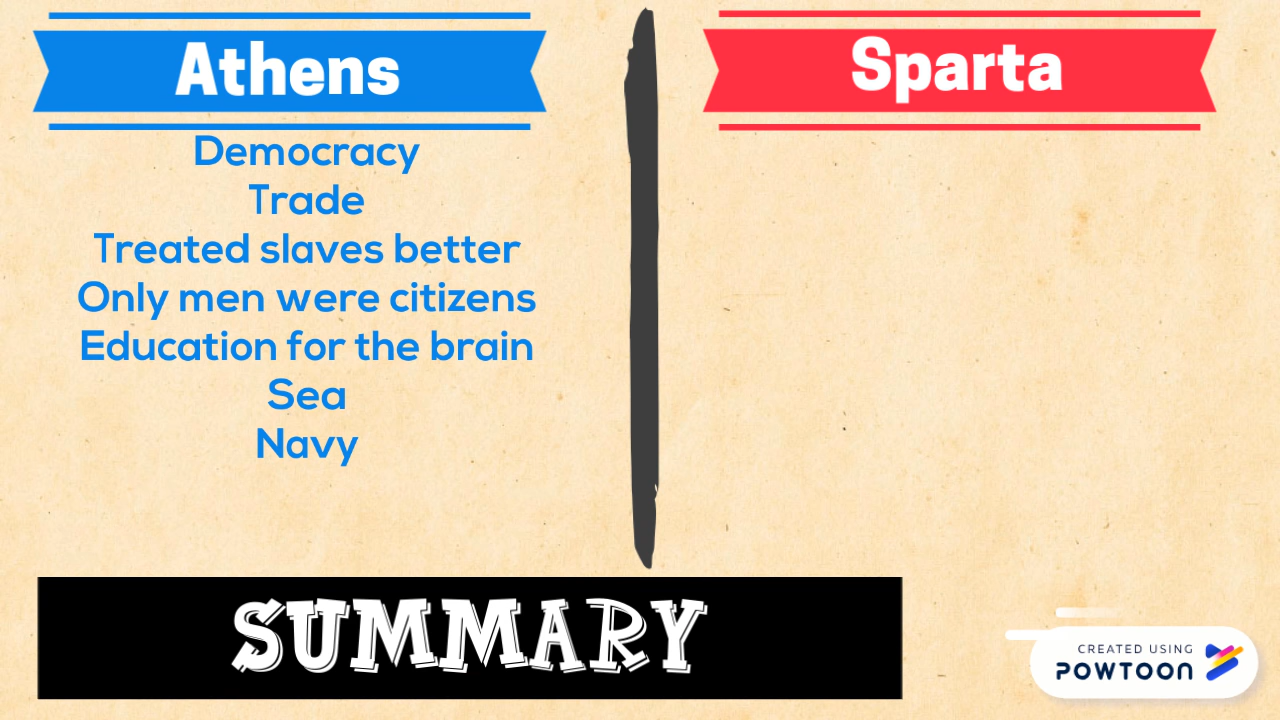 Athens
Democracy
Trade
Treated slaves better
Only men were citizens
Education for the brain
Sea
Navy
Sparta
SUMMARY
CREATED USING
POWTOON